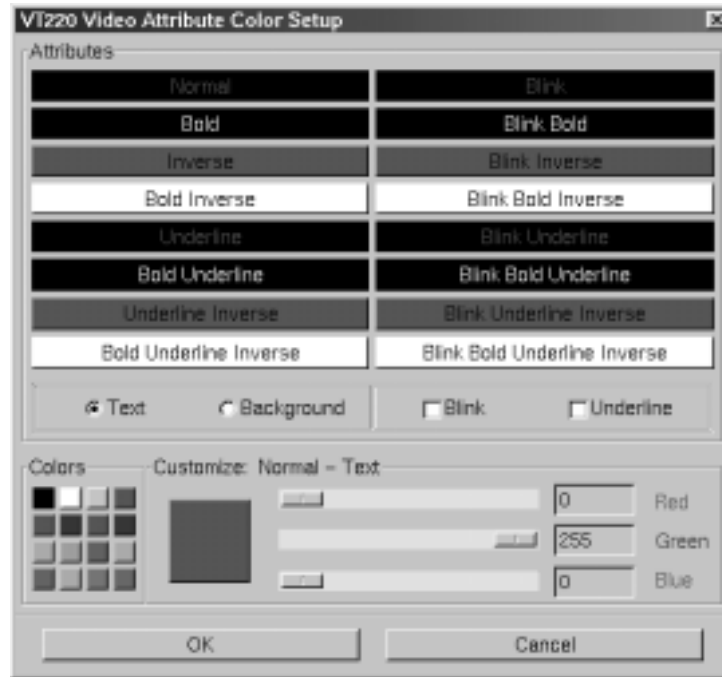 VT220 Video Attribute Color Setup
Attributes
Normal Blink
Bold Blink Bold
Inverse Blink Inverse
Bold Inverse Blink Bold Inverse
Underline Blink Underline
Bold Underline Blink Bold Underline
Underline Inverse Blink Underline Inverse
Bold Underline Inverse Blink Bold Underline Inverse
Text Background Blink Underline
Colors Customize: Normal - Text
0 Red
255 Green
0 Blue
OK Cancel